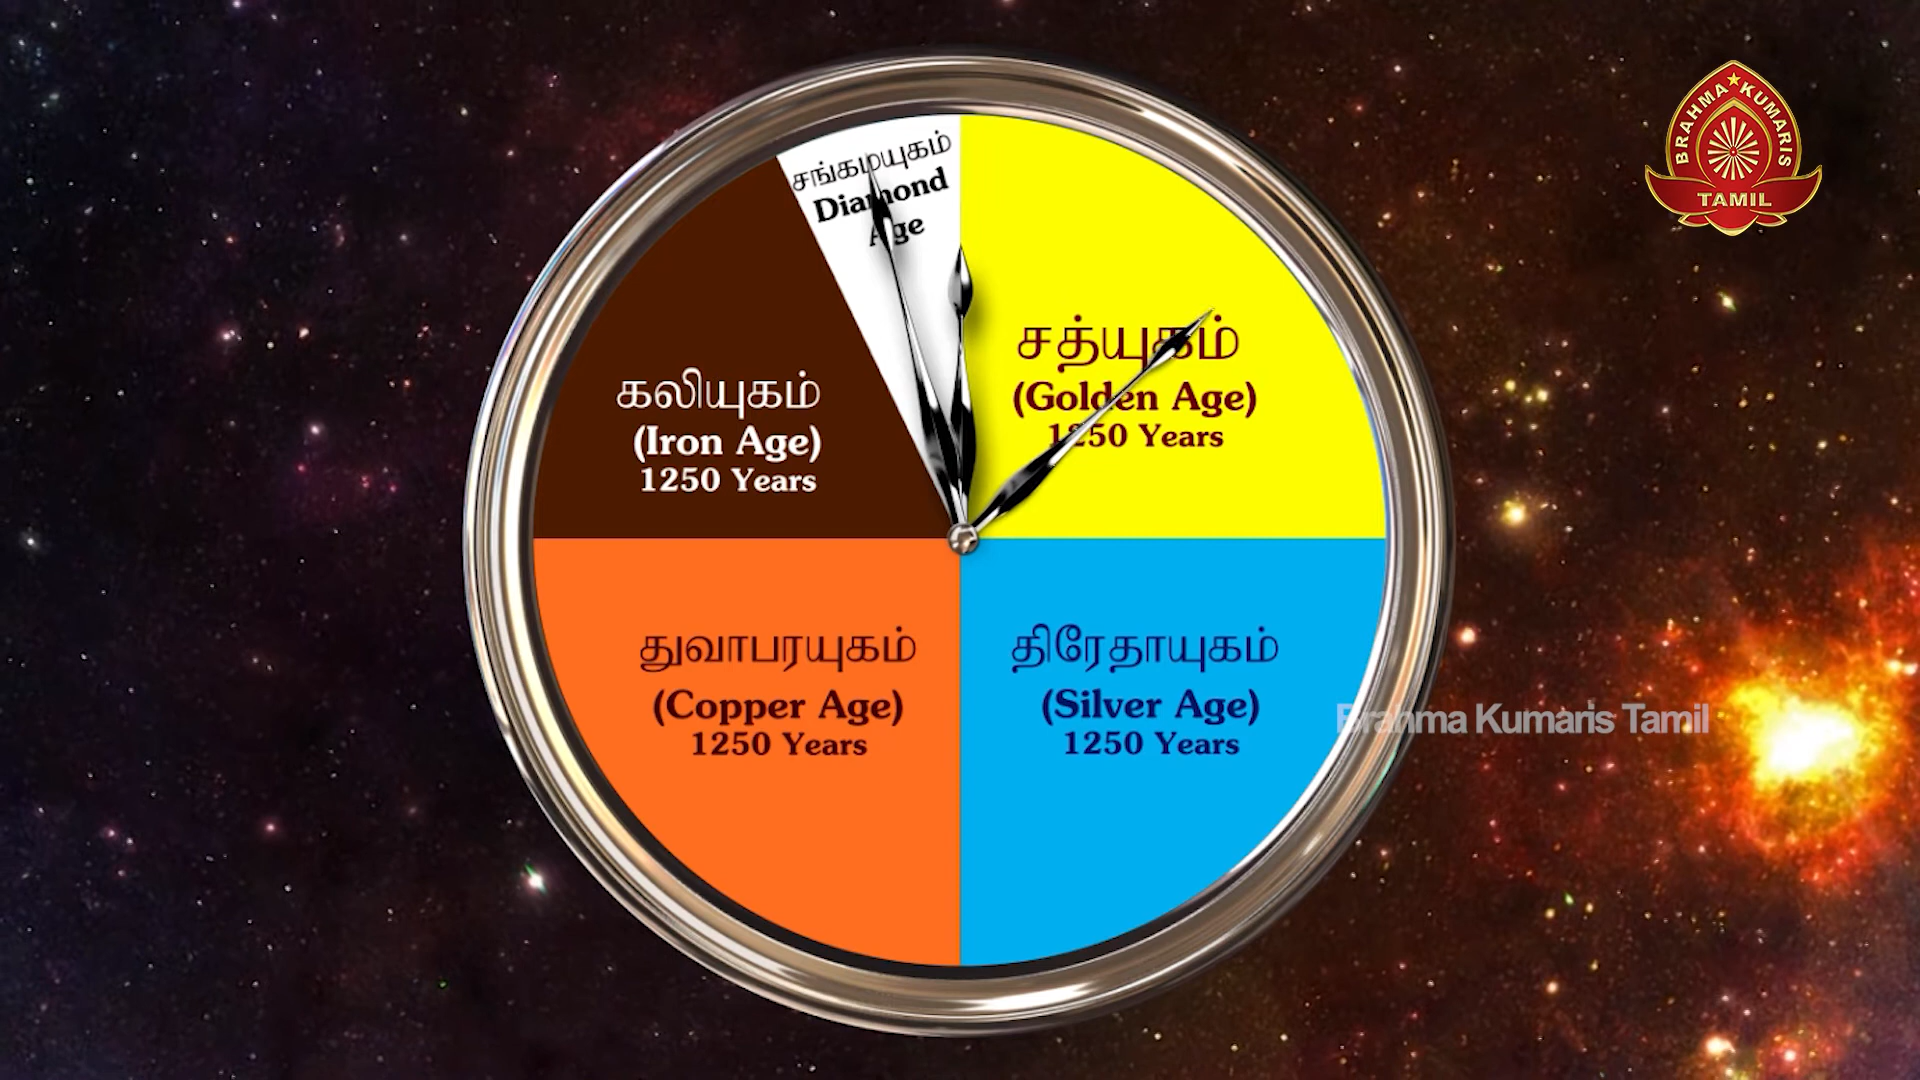 BRAHMA ★ KUMARIS
TAMIL
சங்கமயுகம்
Diamond
Age
சத்யுகம்
(Golden Age)
1250 Years
கலியுகம்
(Iron Age)
1250 Years
துவாபரயுகம்
(Copper Age)
1250 Years
திரேதாயுகம்
(Silver Age)
1250 Years
Brahma Kumaris Tamil